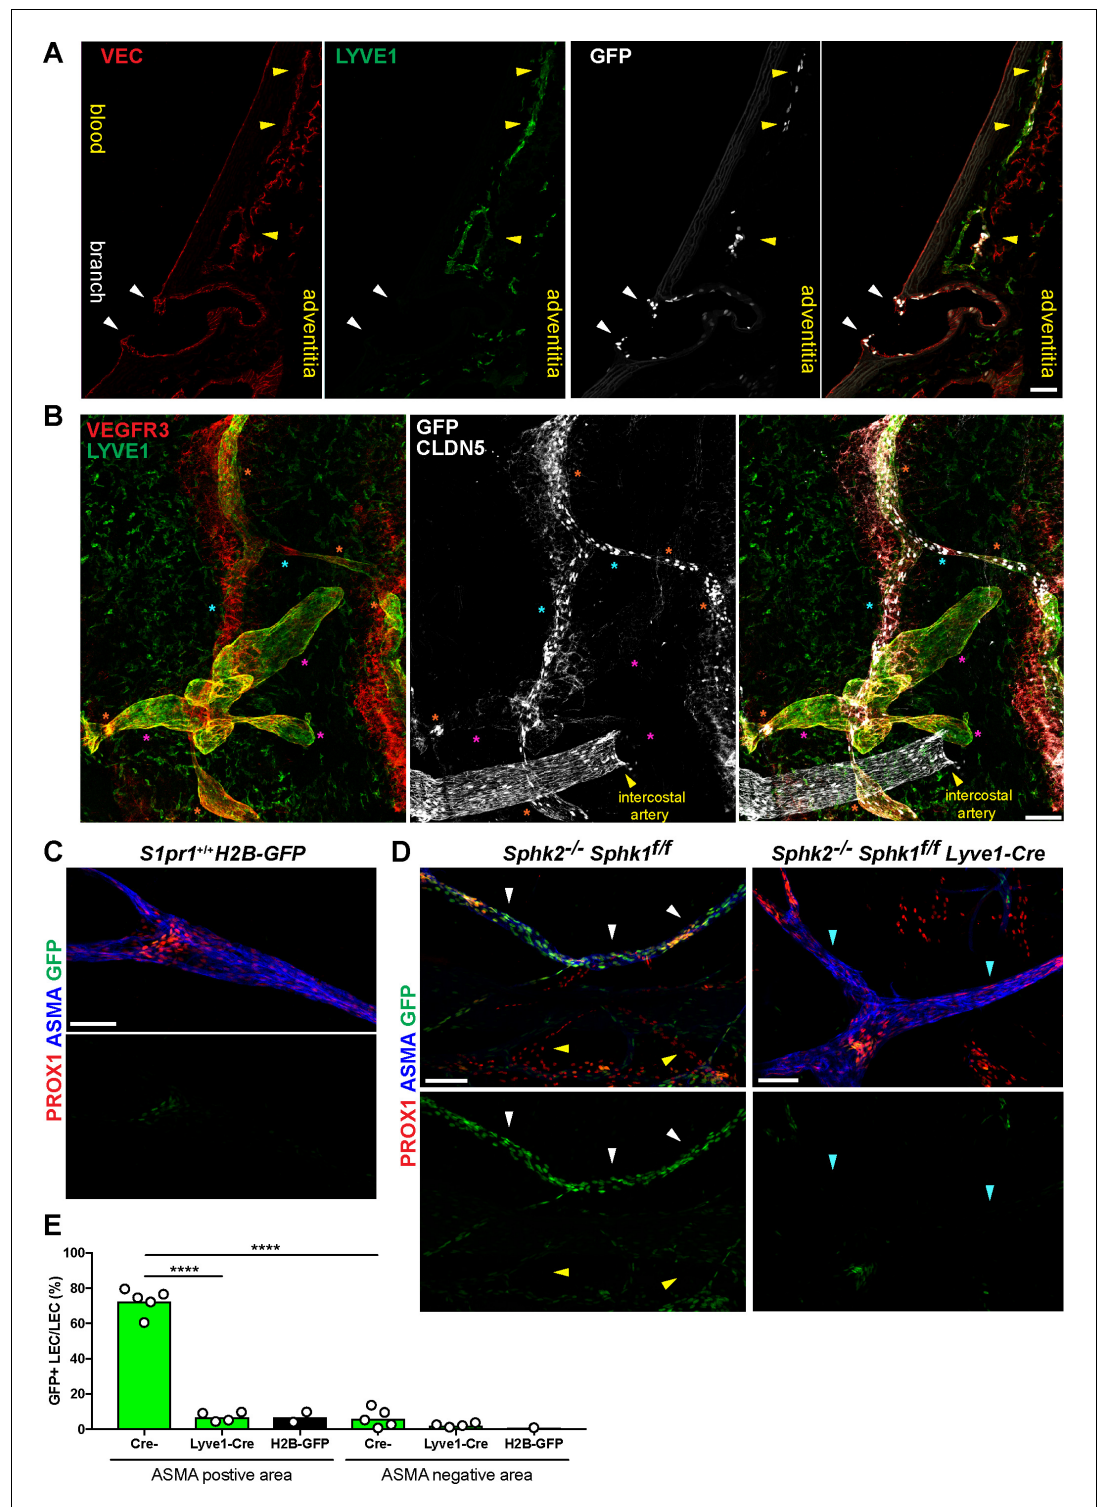 A
VEC
LYVE1
GFP
blood
branch
adventitia
adventitia
adventitia
B
VEGFR3
LYVE1
GFP
CLDN5
* * * * * * * * *
* * * * * * * * *
* * * * * * * *
intercostal
artery
intercostal
artery
C
S1pr1+/+H2B-GFP
PROX1 ASMA GFP
D
Sphk2-/- Sphk1f/f
Sphk2-/- Sphk1f/f Lyve1-Cre
PROX1 ASMA GFP
E
GFP+ LEC/LEC (%)
100
80
60
40
20
0
****
****
Cre-
Lyve1-Cre
H2B-GFP
Cre-
Lyve1-Cre
H2B-GFP
ASMA postive area
ASMA negative area